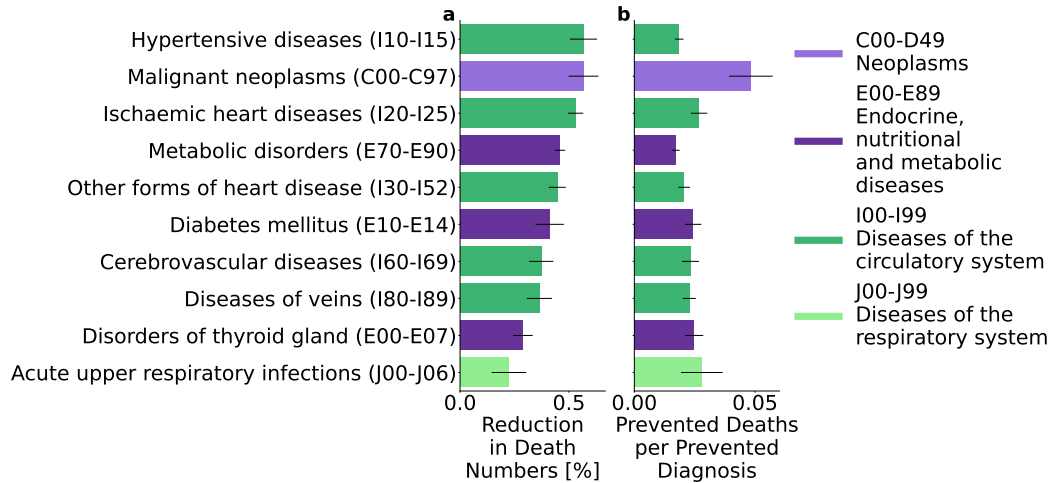 a
b
Hypertensive diseases (I10-I15)
Malignant neoplasms (C00-C97)
Ischaemic heart diseases (I20-I25)
Metabolic disorders (E70-E90)
Other forms of heart disease (I30-I52)
Diabetes mellitus (E10-E14)
Cerebrovascular diseases (I60-I69)
Diseases of veins (I80-I89)
Disorders of thyroid gland (E00-E07)
Acute upper respiratory infections (J00-J06)
0.0 0.5
Reduction
in Death
Numbers [%]
0.00 0.05
Prevented Deaths
per Prevented
Diagnosis
C00-D49
Neoplasms
E00-E89
Endocrine,
nutritional
and metabolic
diseases
I00-I99
Diseases of the
circulatory system
J00-J99
Diseases of the
respiratory system